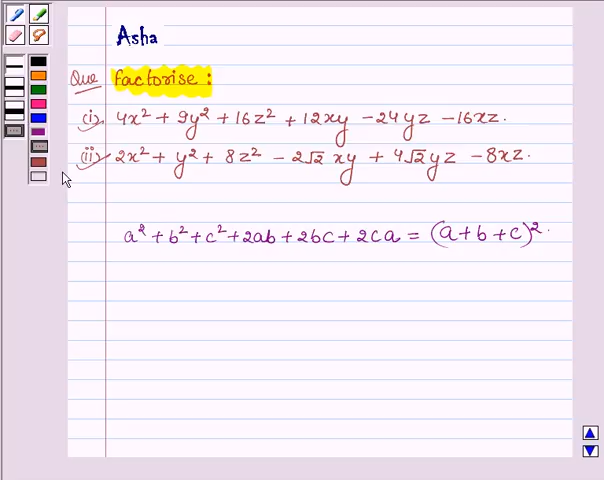 Asha
Que factorise :
(i). 4x² + 9y² + 16z² + 12xy - 24yz - 16xz.
(ii) 2x² + y² + 8z² - 2√2 xy + 4√2 yz - 8xz.
a² + b² + c² + 2ab + 2bc + 2ca = (a + b + c)².